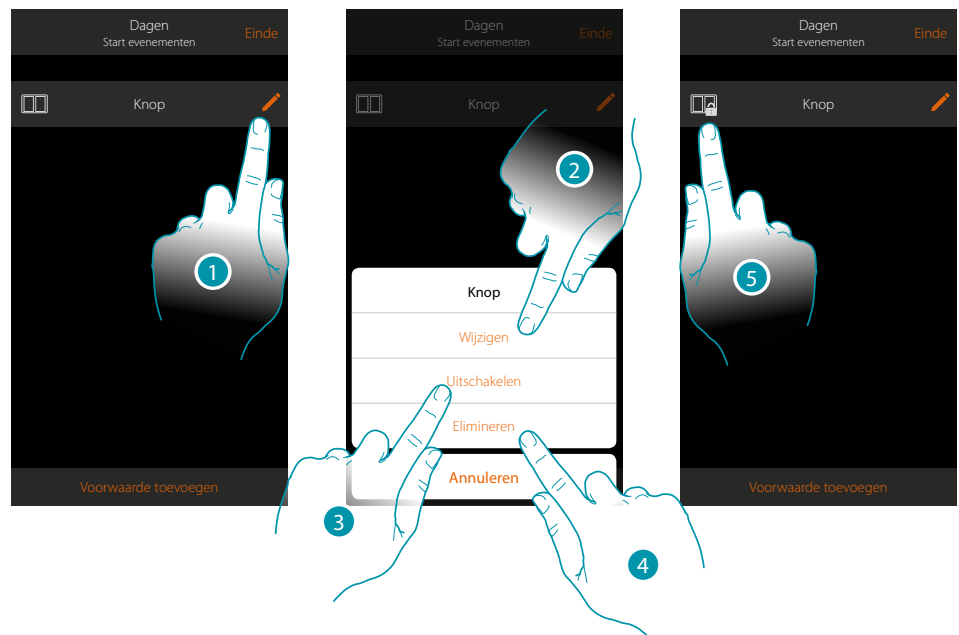 Dagen
Start evenementen
Einde
Knop
1
Voorwaarde toevoegen
Dagen
Start evenementen
Einde
Knop
2
Knop
Wijzigen
Uitschakelen
Elimineren
Annuleren
3
4
Dagen
Start evenementen
Einde
Knop
5
Voorwaarde toevoegen